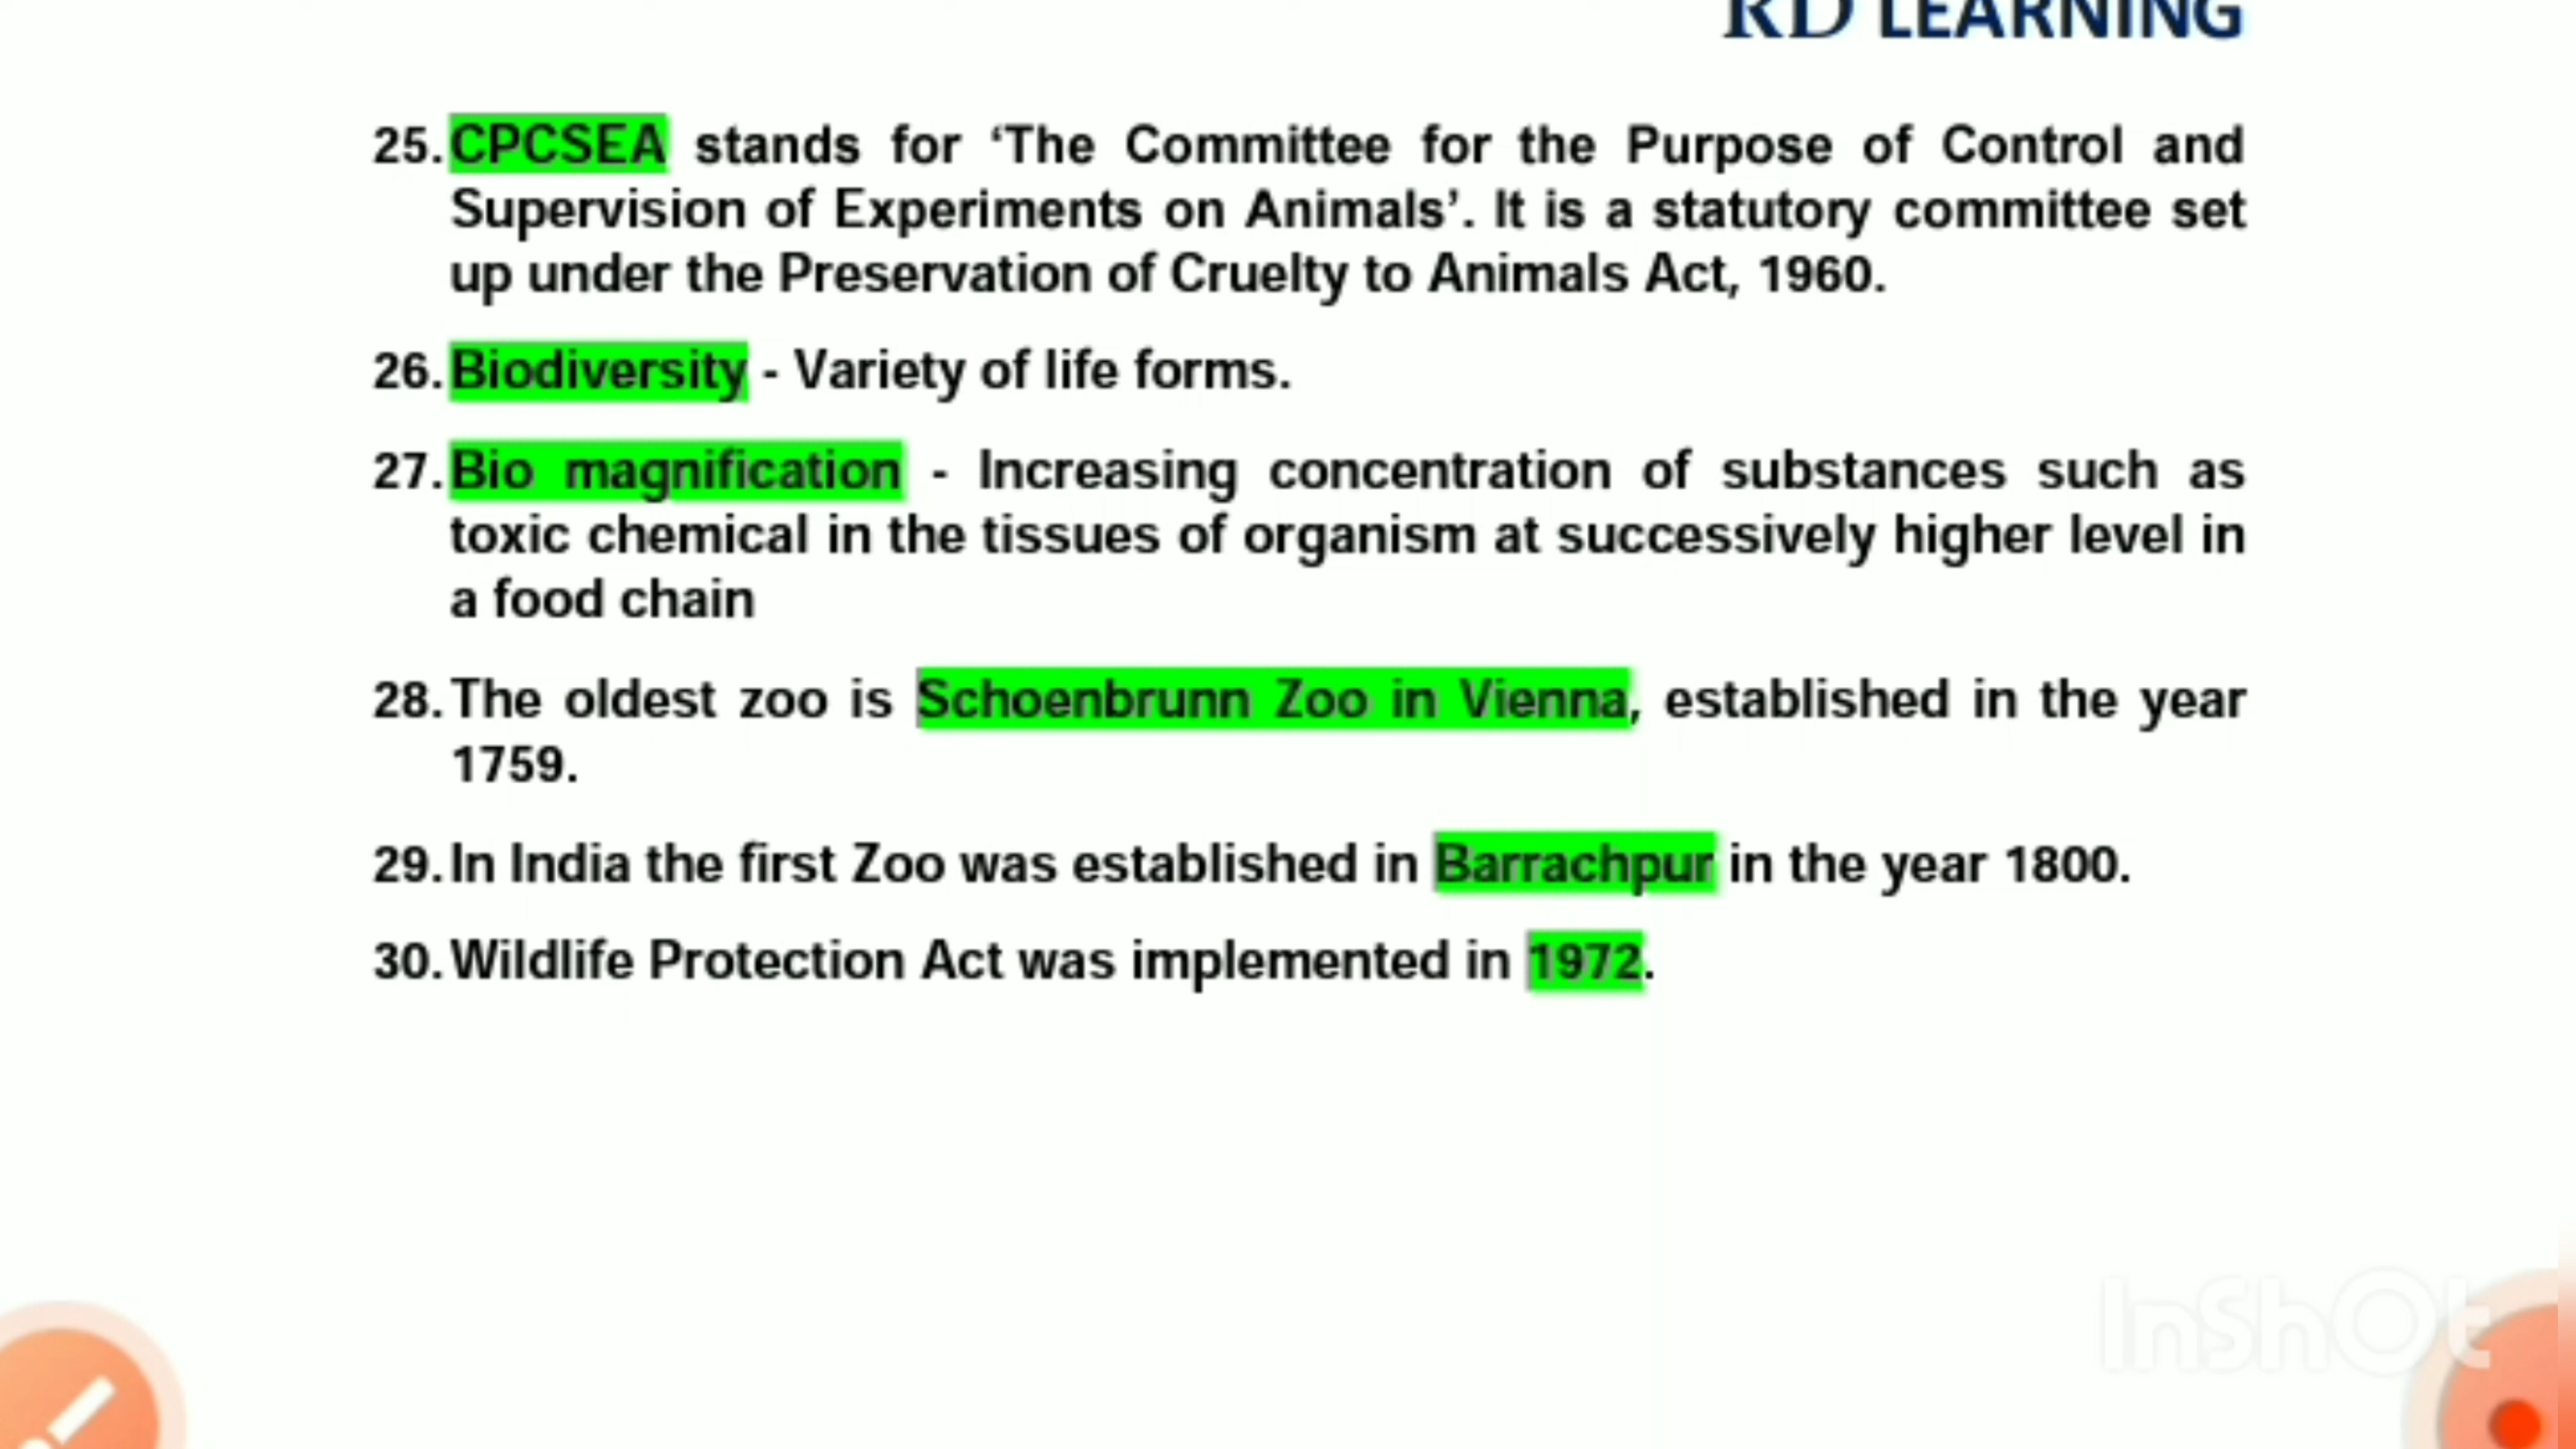 RD LEARNING
25. CPCSEA stands for ‘The Committee for the Purpose of Control and
Supervision of Experiments on Animals’. It is a statutory committee set
up under the Preservation of Cruelty to Animals Act, 1960.
26. Biodiversity - Variety of life forms.
27. Bio magnification - Increasing concentration of substances such as
toxic chemical in the tissues of organism at successively higher level in
a food chain
28. The oldest zoo is Schoenbrunn Zoo in Vienna, established in the year
1759.
29. In India the first Zoo was established in Barrachpur in the year 1800.
30. Wildlife Protection Act was implemented in 1972.
InShOt